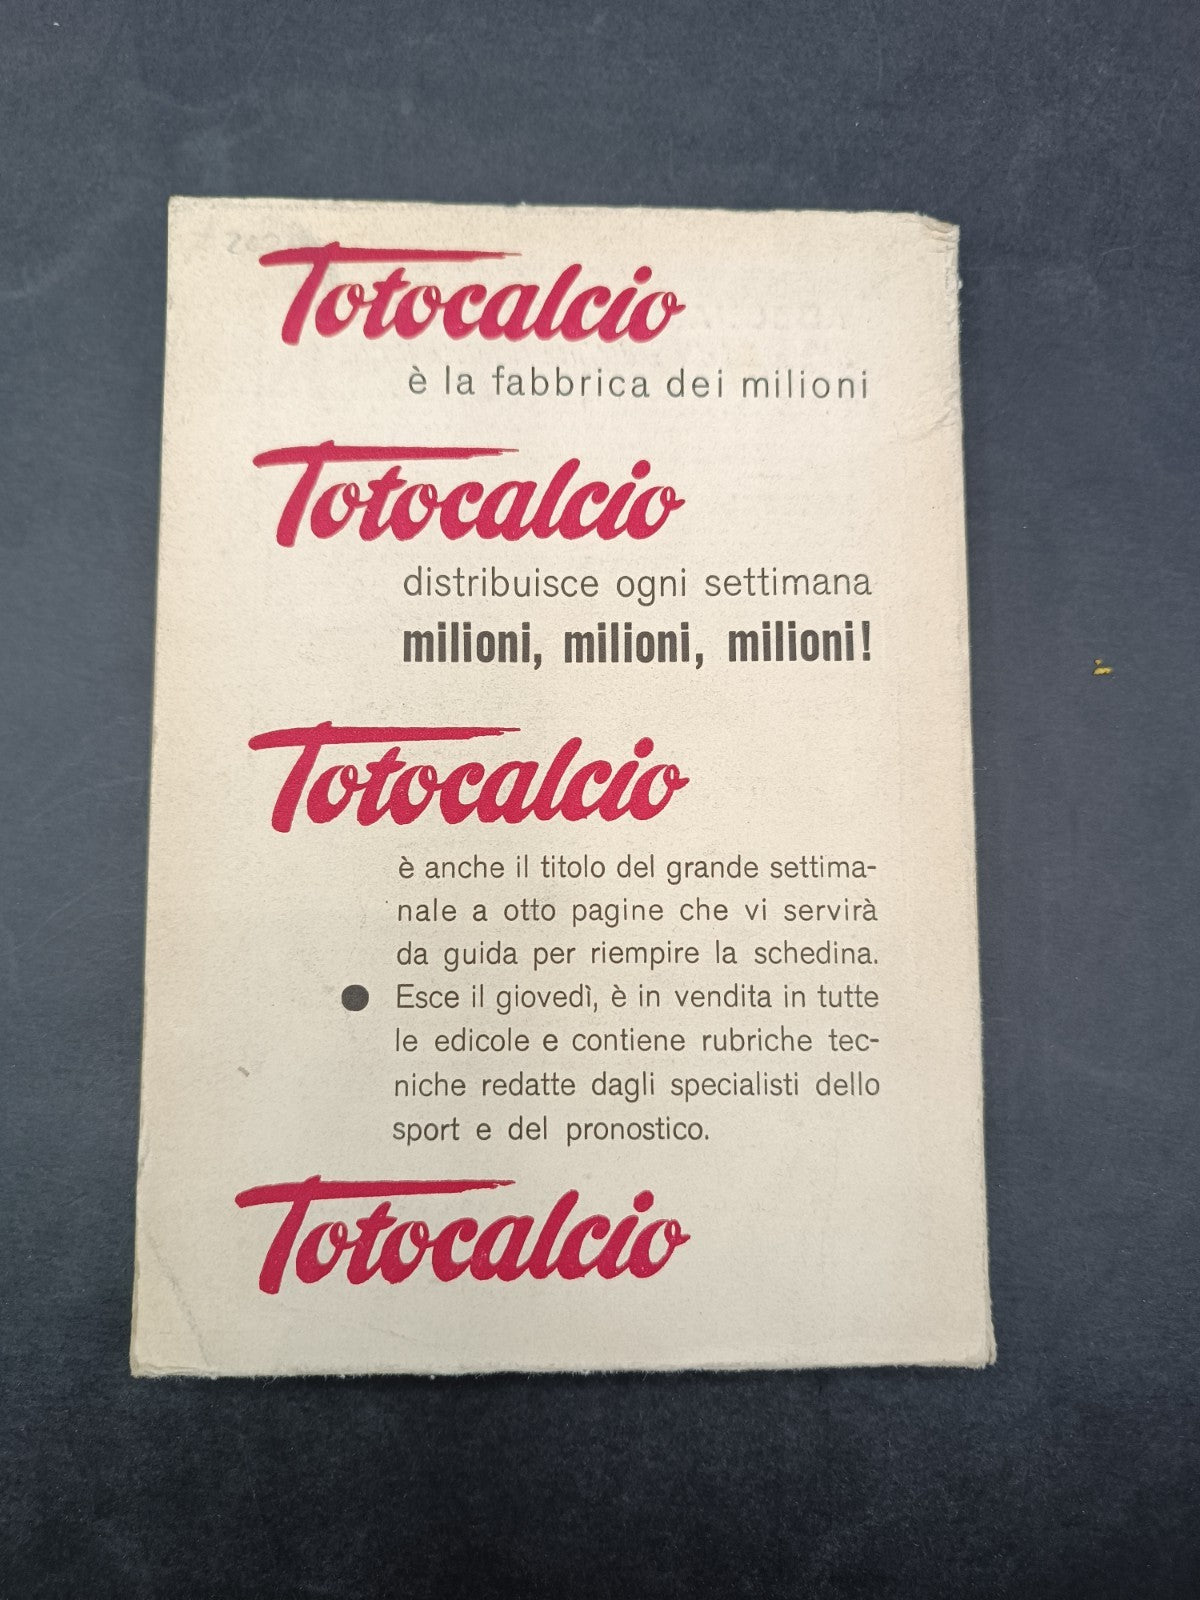 Totocalcio
è la fabbrica dei milioni
Totocalcio
distribuisce ogni settimana
milioni, milioni, milioni!
Totocalcio
è anche il titolo del grande settima-
nale a otto pagine che vi servirà
da guida per riempire la schedina.
● Esce il giovedì, è in vendita in tutte
le edicole e contiene rubriche tec-
niche redatte dagli specialisti dello
sport e del pronostico.
Totocalcio